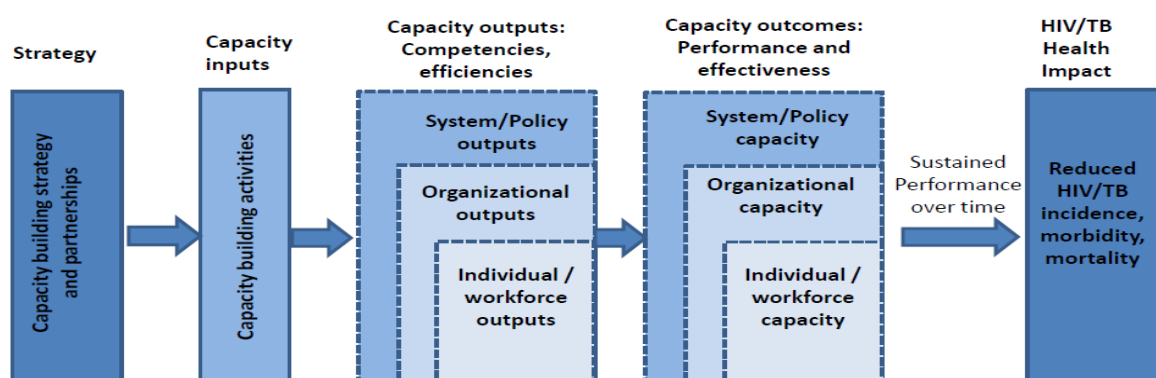 Strategy
Capacity building strategy
and partnerships
Capacity
inputs
Capacity building activities
Capacity outputs:
Competencies,
efficiencies
System/Policy
outputs
Organizational
outputs
Individual /
workforce
outputs
Capacity outcomes:
Performance and
effectiveness
System/Policy
capacity
Organizational
capacity
Individual /
workforce
capacity
Sustained
Performance
over time
HIV/TB
Health
Impact
Reduced
HIV/TB
incidence,
morbidity,
mortality